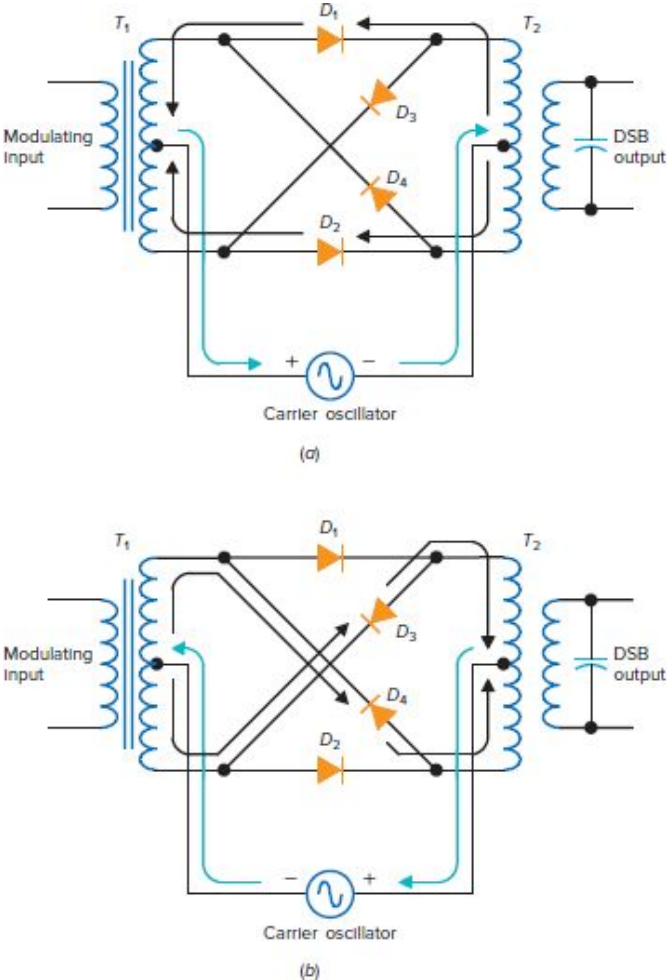 D1
T1
T2
D3
Modulating input
DSB output
D4
D2
+
−
Carrier oscillator
(a)
D1
T1
T2
D3
Modulating input
DSB output
D4
D2
−
+
Carrier oscillator
(b)